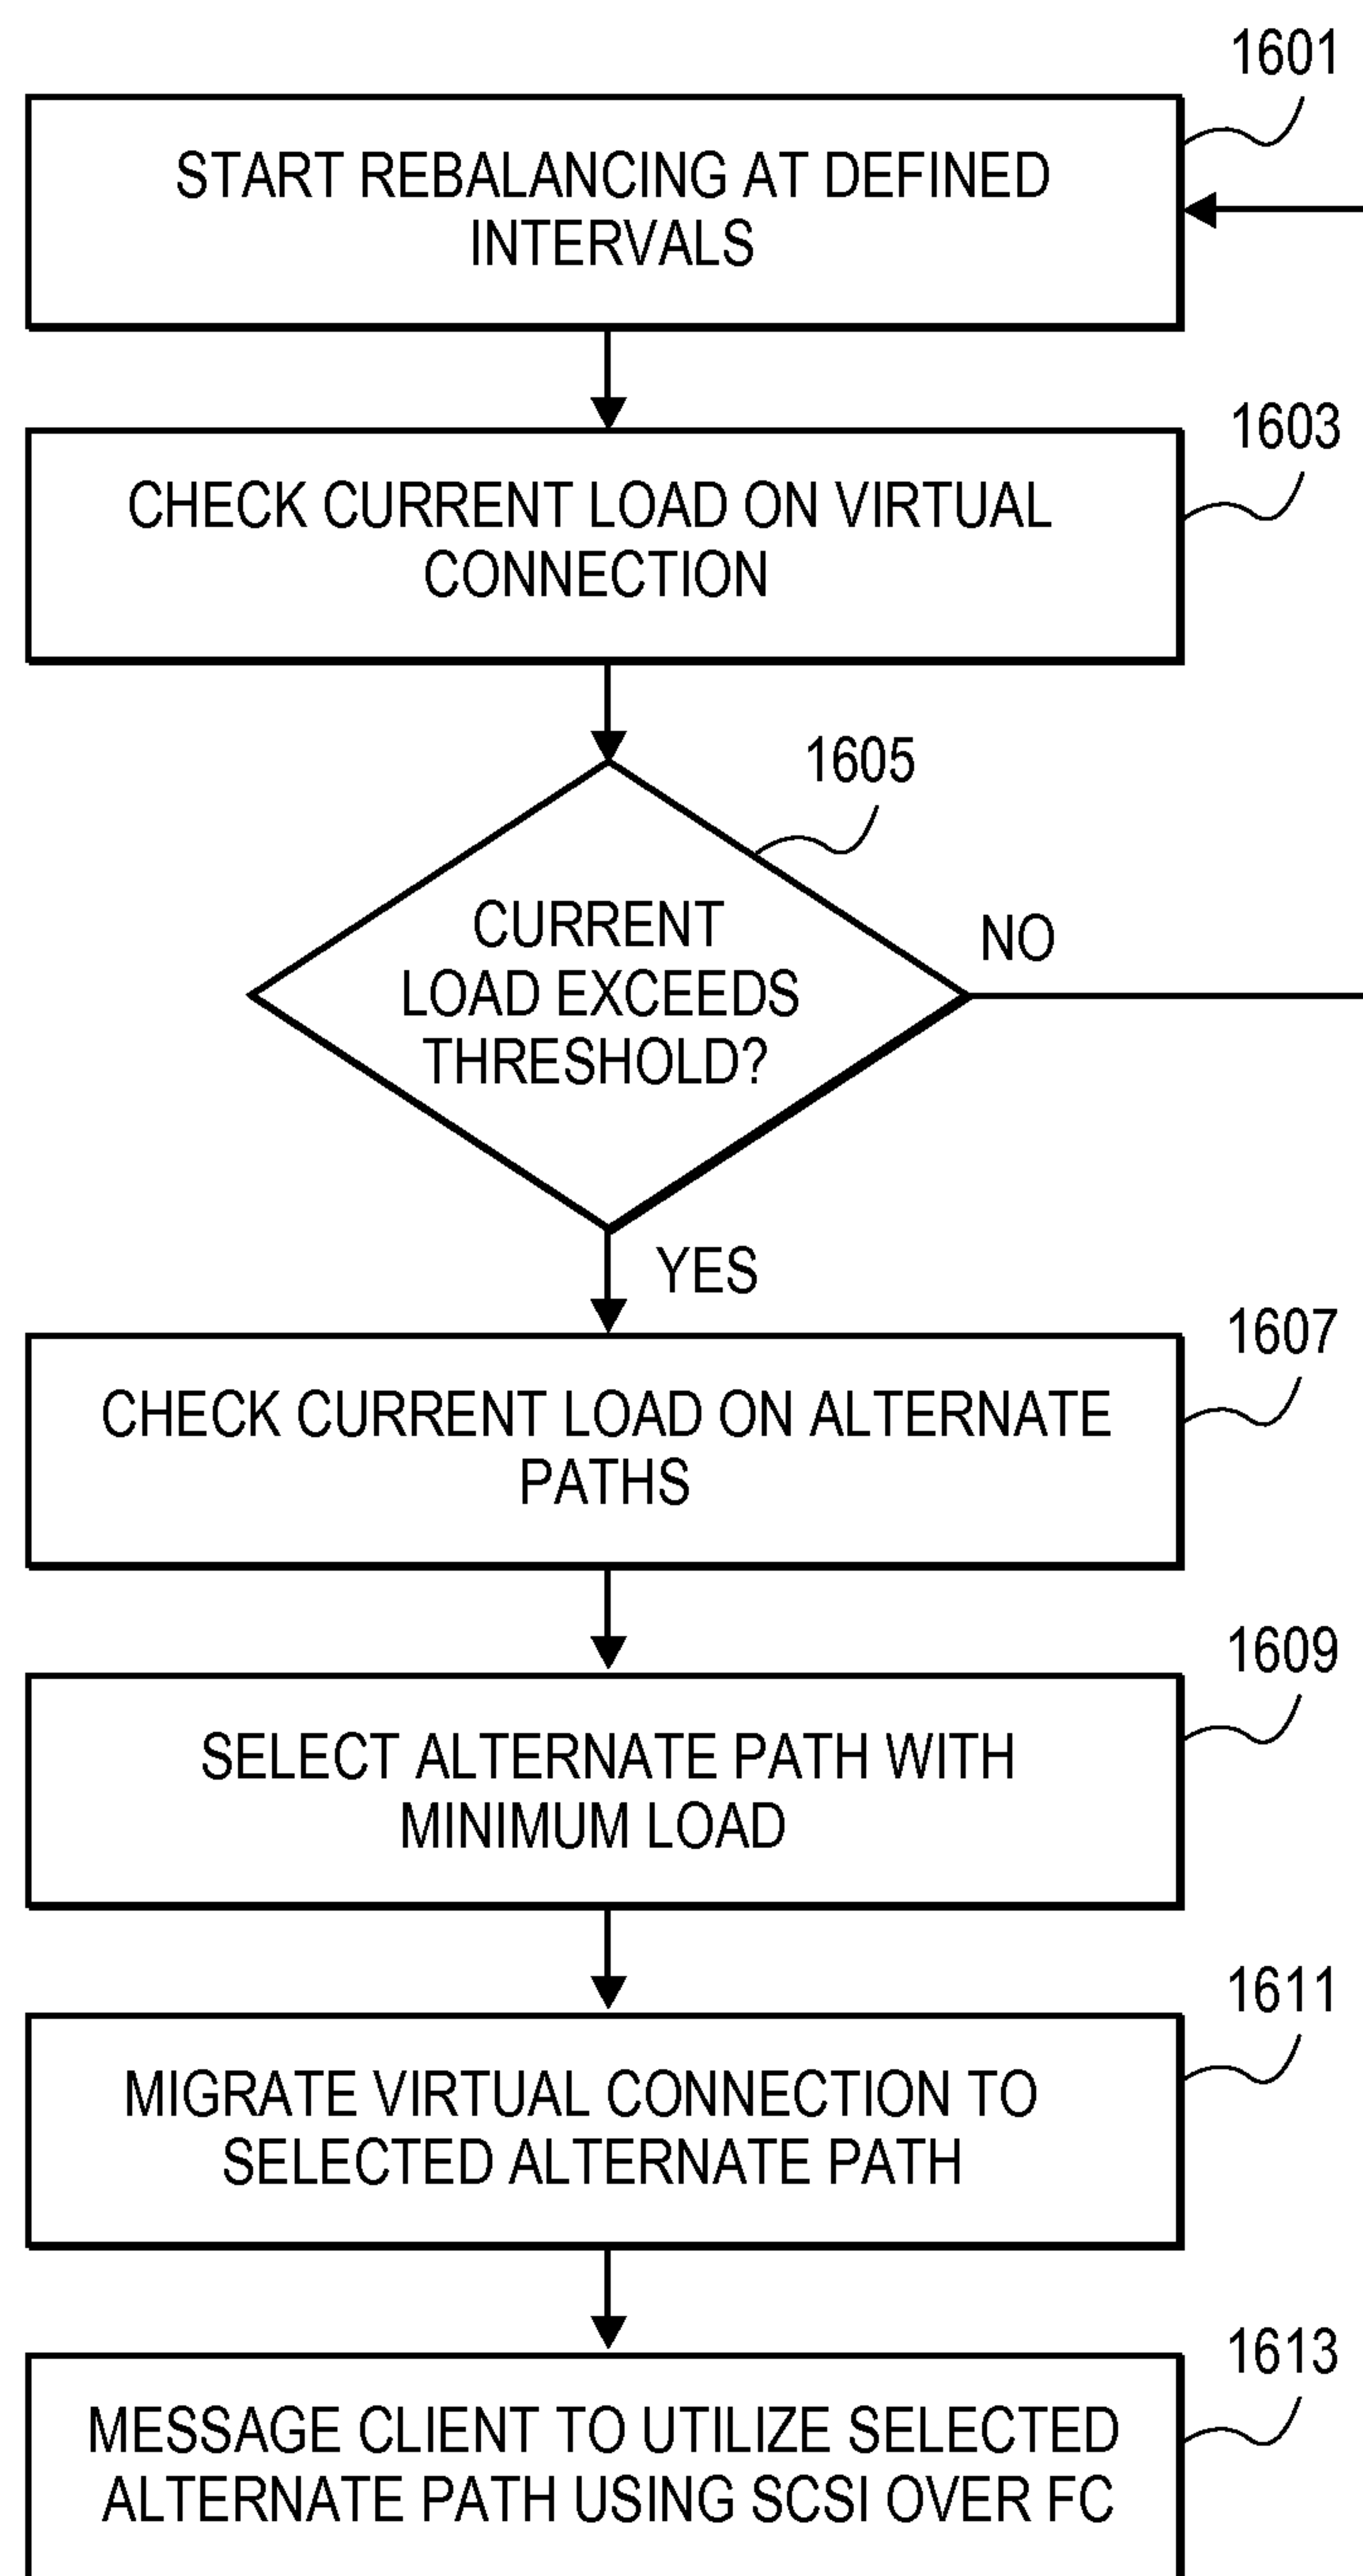 1601
START REBALANCING AT DEFINED
INTERVALS
1603
CHECK CURRENT LOAD ON VIRTUAL
CONNECTION
1605
CURRENT
LOAD EXCEEDS
THRESHOLD?
NO
YES
1607
CHECK CURRENT LOAD ON ALTERNATE
PATHS
1609
SELECT ALTERNATE PATH WITH
MINIMUM LOAD
1611
MIGRATE VIRTUAL CONNECTION TO
SELECTED ALTERNATE PATH
1613
MESSAGE CLIENT TO UTILIZE SELECTED
ALTERNATE PATH USING SCSI OVER FC